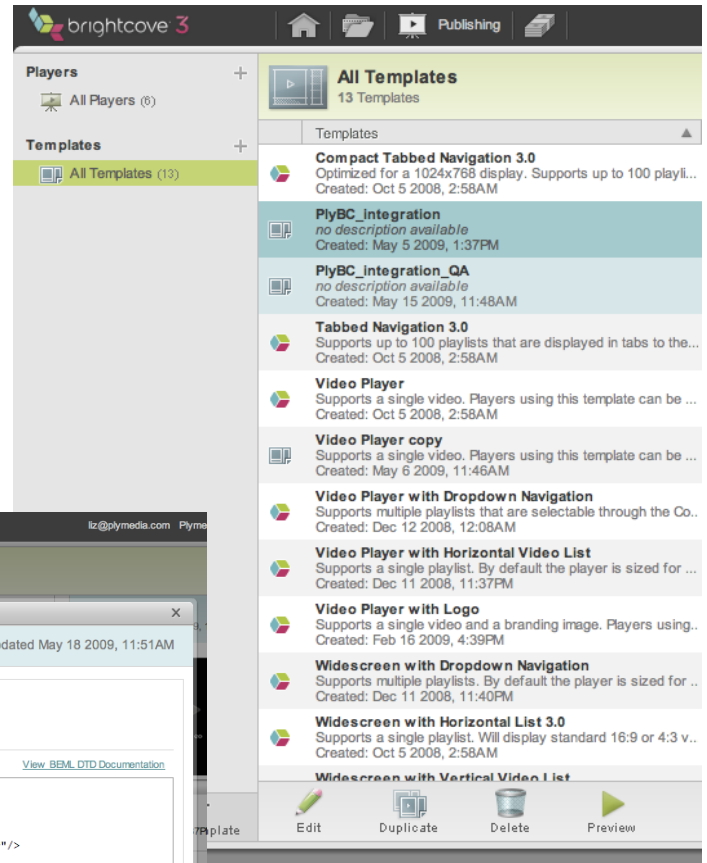 brightcove 3
Publishing
Players
All Players (6)
Templates
All Templates (13)
All Templates
13 Templates
Templates
Compact Tabbed Navigation 3.0
Optimized for a 1024x768 display. Supports up to 100 playli...
Created: Oct 5 2008, 2:58AM
PlyBC_integration
no description available
Created: May 5 2009, 1:37PM
PlyBC_integration_QA
no description available
Created: May 15 2009, 11:48AM
Tabbed Navigation 3.0
Supports up to 100 playlists that are displayed in tabs to the...
Created: Oct 5 2008, 2:58AM
Video Player
Supports a single video. Players using this template can be ...
Created: Oct 5 2008, 2:58AM
Video Player copy
Supports a single video. Players using this template can be ...
Created: May 6 2009, 11:46AM
Video Player with Dropdown Navigation
Supports multiple playlists that are selectable through the Co..
Created: Dec 12 2008, 12:08AM
Video Player with Horizontal Video List
Supports a single playlist. By default the player is sized for ...
Created: Dec 11 2008, 11:37PM
Video Player with Logo
Supports a single video and a branding image. Players using..
Created: Feb 16 2009, 4:39PM
Widescreen with Dropdown Navigation
Supports multiple playlists. By default the player is sized for ..
Created: Dec 11 2008, 11:40PM
Widescreen with Horizontal List 3.0
Supports a single playlist. Will display standard 16:9 or 4:3 v..
Created: Oct 5 2008, 2:58AM
Widescreen with Vertical Video List
Edit Duplicate Delete Preview
liz@plymedia.com Plyme
X
dated May 18 2009, 11:51AM
View BEML DTD Documentation
"/>
plate